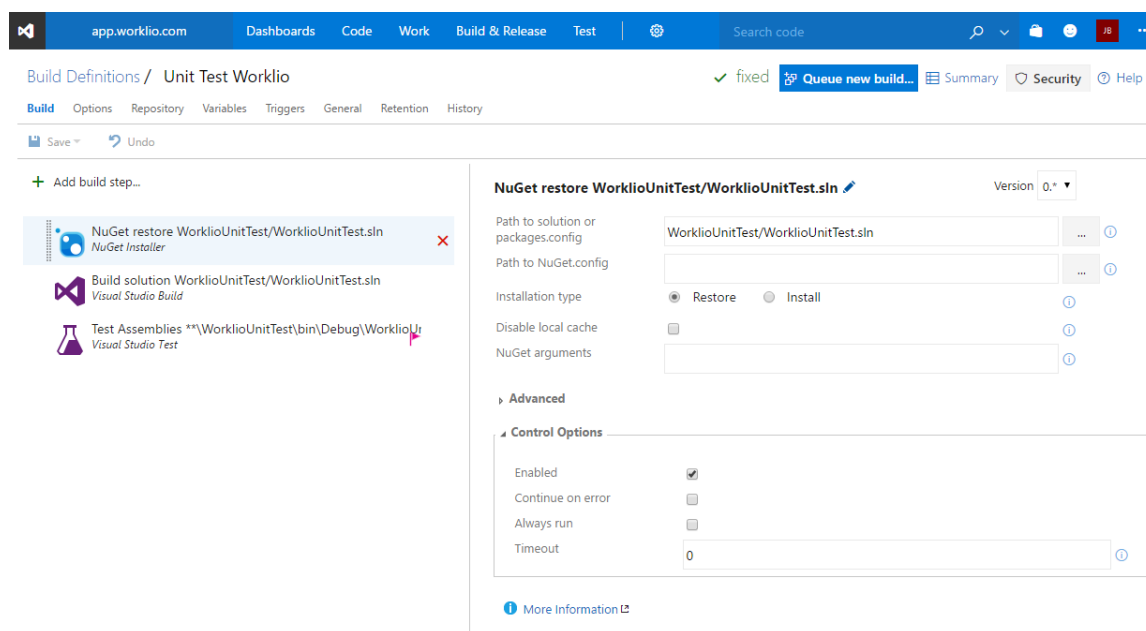 app.worklio.com Dashboards Code Work Build & Release Test Search code JB
Build Definitions / Unit Test Worklio fixed Queue new build... Summary Security Help
Build Options Repository Variables Triggers General Retention History
Save Undo
Add build step...
NuGet restore WorklioUnitTest/WorklioUnitTest.sln
NuGet Installer
Build solution WorklioUnitTest/WorklioUnitTest.sln
Visual Studio Build
Test Assemblies **\WorklioUnitTest\bin\Debug\WorklioUr
Visual Studio Test
NuGet restore WorklioUnitTest/WorklioUnitTest.sln Version 0.*
Path to solution or
packages.config
WorklioUnitTest/WorklioUnitTest.sln ...
Path to NuGet.config ...
Installation type Restore Install
Disable local cache
NuGet arguments
Advanced
Control Options
Enabled
Continue on error
Always run
Timeout 0
More Information